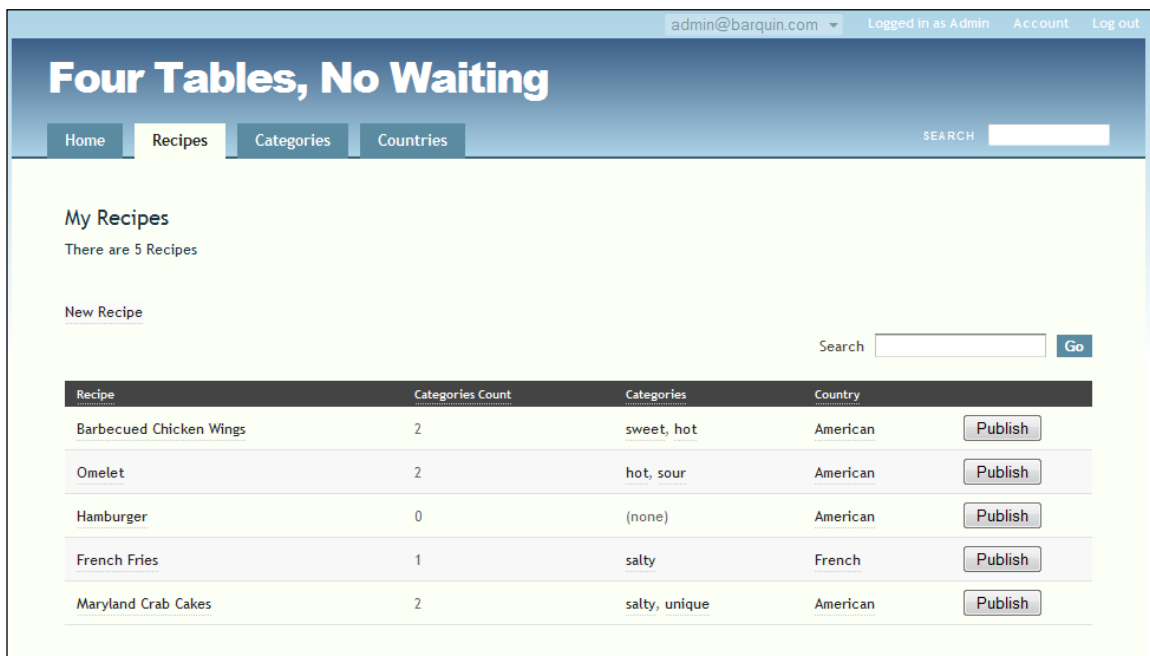 admin@barquin.com Logged in as Admin Account Log out
Four Tables, No Waiting
Home Recipes Categories Countries SEARCH
My Recipes
There are 5 Recipes
New Recipe
Search Go
Recipe Categories Count Categories Country
Barbecued Chicken Wings 2 sweet, hot American Publish
Omelet 2 hot, sour American Publish
Hamburger 0 (none) American Publish
French Fries 1 salty French Publish
Maryland Crab Cakes 2 salty, unique American Publish